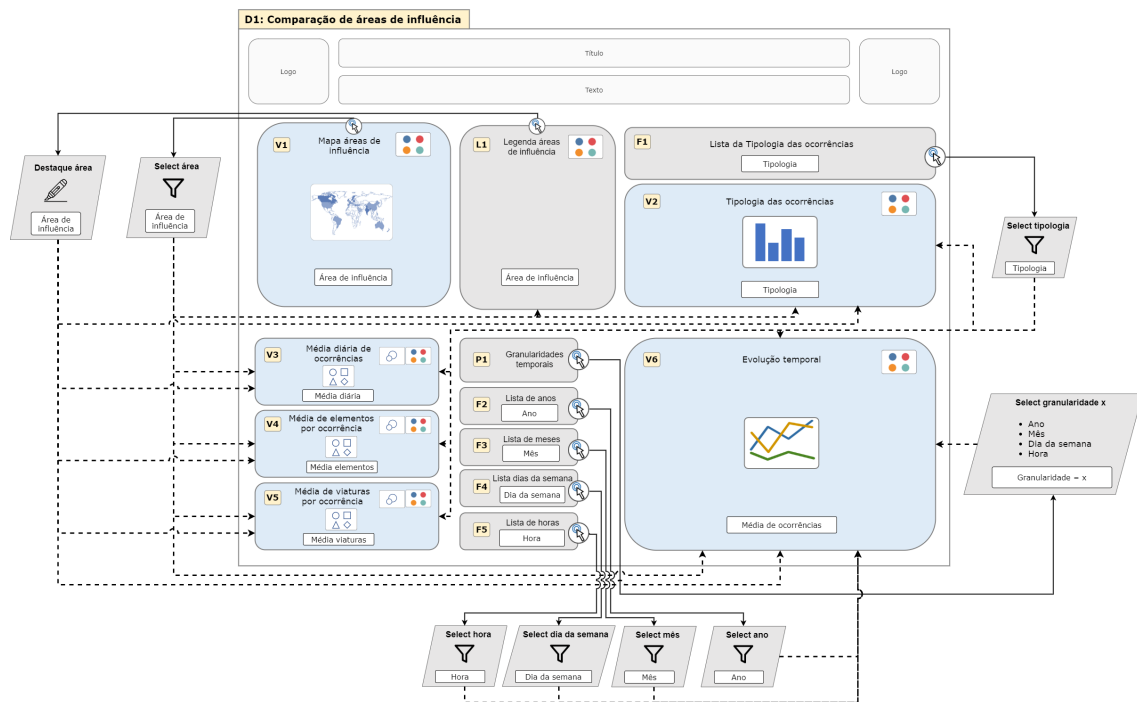 D1: Comparação de áreas de influência
Logo
Título
Texto
Logo
V1
Mapa áreas de
influência
Área de influência
L1
Legenda áreas
de influência
Área de influência
F1
Lista da Tipologia das ocorrências
Tipologia
V2
Tipologia das ocorrências
Tipologia
Destaque área
Área de
influência
Select área
Área de
influência
Select tipologia
Tipologia
V3
Média diária de
ocorrências
Média diária
V4
Média de elementos
por ocorrência
Média elementos
V5
Média de viaturas
por ocorrência
Média viaturas
P1
Granularidades
temporais
F2
Lista de anos
Ano
F3
Lista de meses
Mês
F4
Lista dias da semana
Dia da semana
F5
Lista de horas
Hora
V6
Evolução temporal
Média de ocorrências
Select granularidade x
• Ano
• Mês
• Dia da semana
• Hora
Granularidade = x
Select hora
Hora
Select dia da semana
Dia da semana
Select mês
Mês
Select ano
Ano